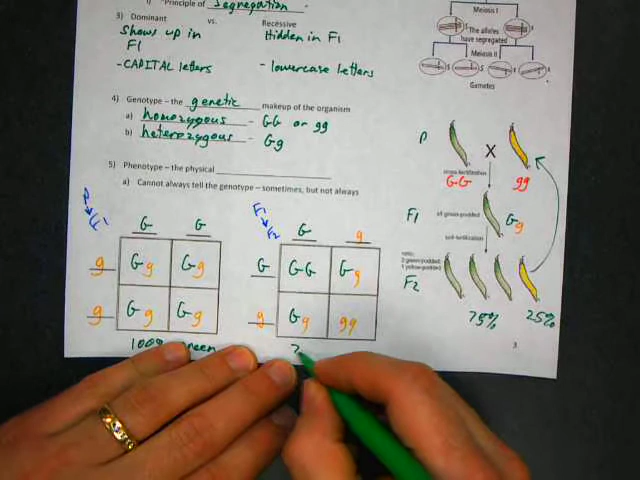 "Principle of Segregation"
3) Dominant vs. Recessive
Shows up in F1
Hidden in F1
-CAPITAL letters
- lowercase letters
4) Genotype – the genetic makeup of the organism
a) homozygous - GG or gg
b) heterozygous - Gg
5) Phenotype – the physical
a) Cannot always tell the genotype – sometimes, but not always
P → F1
G G
g Gg Gg
g Gg Gg
100% green
F1 → F2
G g
G GG Gg
g Gg gg
Meiosis I
The alleles
have segregated
Meiosis II
S S s s
Gametes
P
X
cross-fertilization
GG gg
F1
all green-podded
Gg
self-fertilization
ratio:
3 green-podded:
1 yellow-podded
F2
75% 25%
3